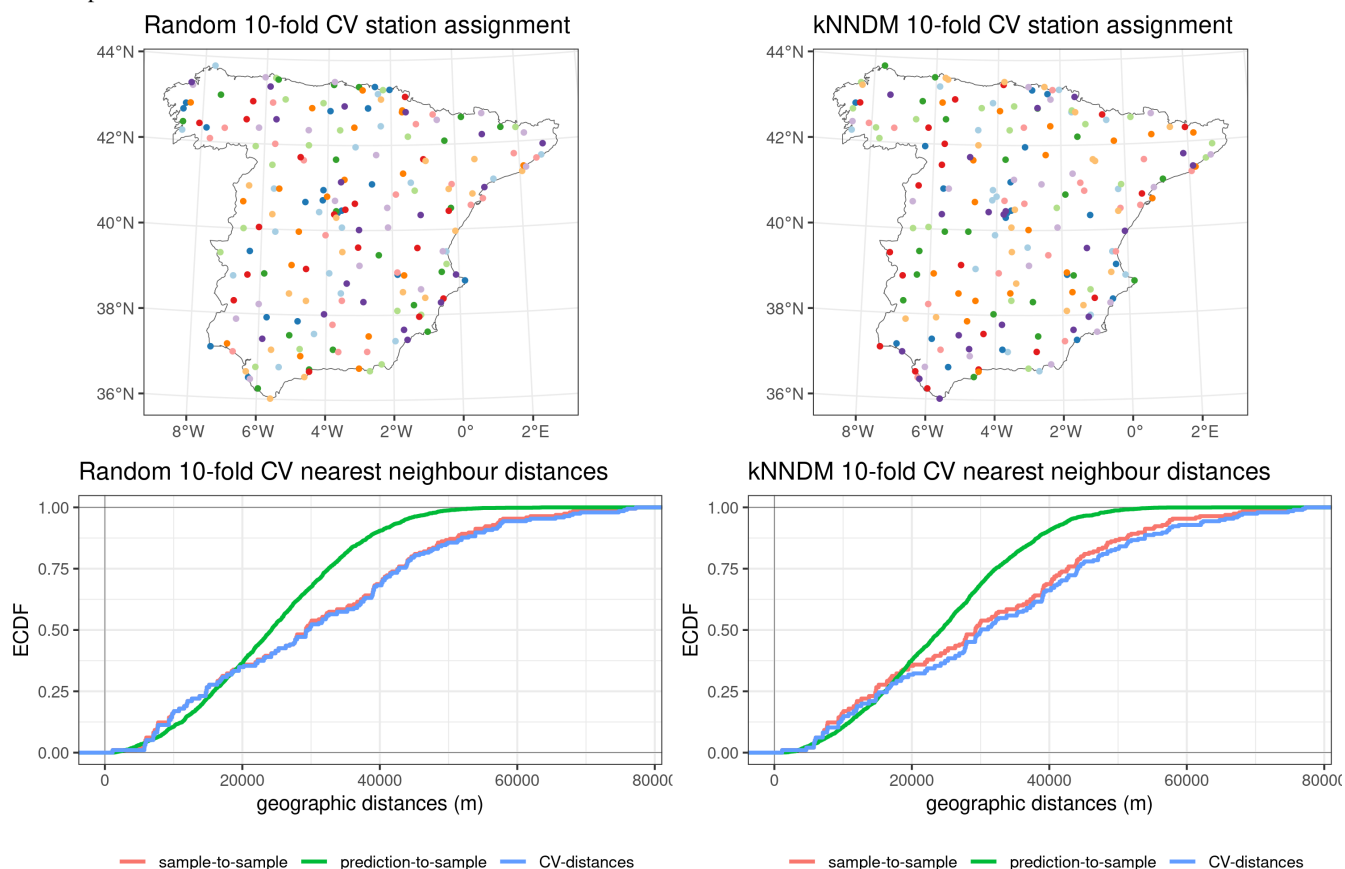 Random 10-fold CV station assignment
44°N
42°N
40°N
38°N
36°N
8°W 6°W 4°W 2°W 0° 2°E
kNNDM 10-fold CV station assignment
44°N
42°N
40°N
38°N
36°N
8°W 6°W 4°W 2°W 0° 2°E
Random 10-fold CV nearest neighbour distances
ECDF
1.00
0.75
0.50
0.25
0.00
0 20000 40000 60000 80000
geographic distances (m)
sample-to-sample prediction-to-sample CV-distances
kNNDM 10-fold CV nearest neighbour distances
ECDF
1.00
0.75
0.50
0.25
0.00
0 20000 40000 60000 80000
geographic distances (m)
sample-to-sample prediction-to-sample CV-distances